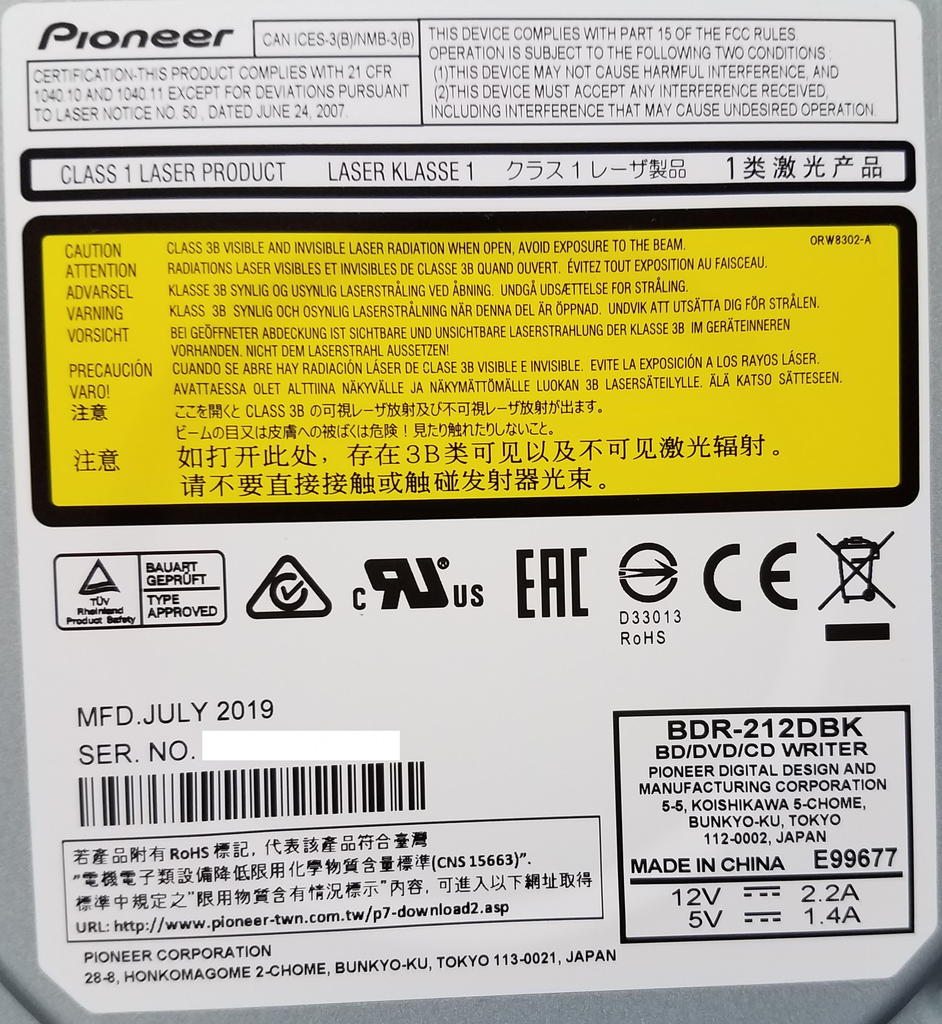 Pioneer
CAN ICES-3(B)/NMB-3(B)
CERTIFICATION-THIS PRODUCT COMPLIES WITH 21 CFR
1040.10 AND 1040.11 EXCEPT FOR DEVIATIONS PURSUANT
TO LASER NOTICE NO. 50 , DATED JUNE 24, 2007.
THIS DEVICE COMPLIES WITH PART 15 OF THE FCC RULES
OPERATION IS SUBJECT TO THE FOLLOWING TWO CONDITIONS :
(1)THIS DEVICE MAY NOT CAUSE HARMFUL INTERFERENCE, AND
(2)THIS DEVICE MUST ACCEPT ANY INTERFERENCE RECEIVED,
INCLUDING INTERFERENCE THAT MAY CAUSE UNDESIRED OPERATION.
CLASS 1 LASER PRODUCT LASER KLASSE 1 クラス1レーザ製品 1类激光产品
ORW8302-A
CAUTION CLASS 3B VISIBLE AND INVISIBLE LASER RADIATION WHEN OPEN, AVOID EXPOSURE TO THE BEAM.
ATTENTION RADIATIONS LASER VISIBLES ET INVISIBLES DE CLASSE 3B QUAND OUVERT. ÉVITEZ TOUT EXPOSITION AU FAISCEAU.
ADVARSEL KLASSE 3B SYNLIG OG USYNLIG LASERSTRÅLING VED ÅBNING. UNDGÅ UDSÆTTELSE FOR STRÅLING.
VARNING KLASS 3B SYNLIG OCH OSYNLIG LASERSTRÅLNING NÄR DENNA DEL ÄR ÖPPNAD. UNDVIK ATT UTSÄTTA DIG FÖR STRÅLEN.
VORSICHT BEI GEÖFFNETER ABDECKUNG IST SICHTBARE UND UNSICHTBARE LASERSTRAHLUNG DER KLASSE 3B IM GERÄTEINNEREN
VORHANDEN. NICHT DEM LASERSTRAHL AUSSETZEN!
PRECAUCIÓN CUANDO SE ABRE HAY RADIACIÓN LÁSER DE CLASE 3B VISIBLE E INVISIBLE. EVITE LA EXPOSICIÓN A LOS RAYOS LÁSER.
VARO! AVATTAESSA OLET ALTTIINA NÄKYVÄLLE JA NÄKYMÄTTÖMÄLLE LUOKAN 3B LASERSÄTEILYLLE. ÄLÄ KATSO SÄTTESEEN.
注意 ここを開くと CLASS 3B の可視レーザ放射及び不可視レーザ放射が出ます。
ビームの目又は皮膚への被ばくは危険！見たり触れたりしないこと。
注意 如打开此处，存在3B类可见以及不可见激光辐射。
请不要直接接触或触碰发射器光束。
TÜV
Rheinland
Product Safety
BAUART
GEPRÜFT
TYPE
APPROVED
c RU® US
EAC
D33013
RoHS
CE
MFD.JULY 2019
SER. NO.
BDR-212DBK
BD/DVD/CD WRITER
PIONEER DIGITAL DESIGN AND
MANUFACTURING CORPORATION
5-5, KOISHIKAWA 5-CHOME,
BUNKYO-KU, TOKYO
112-0002, JAPAN
MADE IN CHINA E99677
12V ⎓ 2.2A
5V ⎓ 1.4A
若產品附有 RoHS 標記，代表該產品符合臺灣
"電機電子類設備降低限用化學物質含量標準(CNS 15663)".
標準中規定之"限用物質含有情況標示"內容, 可進入以下網址取得
URL: http://www.pioneer-twn.com.tw/p7-download2.asp
PIONEER CORPORATION
28-8, HONKOMAGOME 2-CHOME, BUNKYO-KU, TOKYO 113-0021, JAPAN